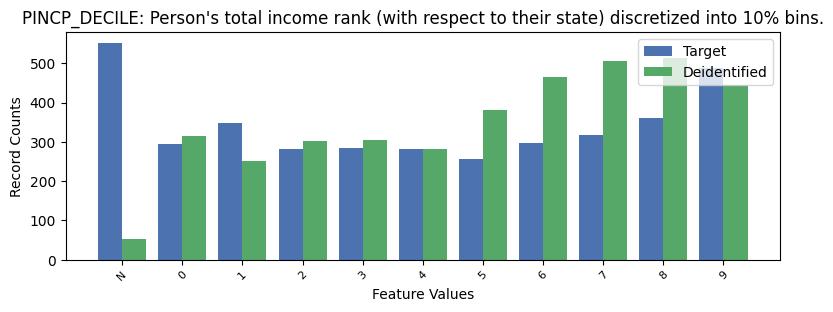 PINCP_DECILE: Person's total income rank (with respect to their state) discretized into 10% bins.
Target
Deidentified
Record Counts
500
400
300
200
100
0
N 0 1 2 3 4 5 6 7 8 9
Feature Values